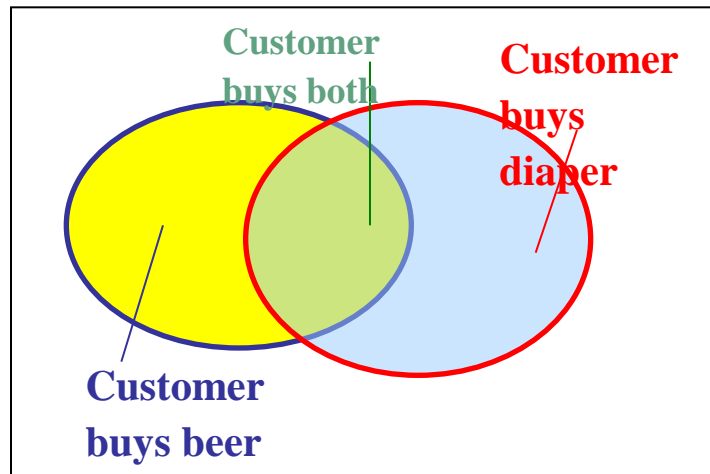 Customer
buys both
Customer
buys
diaper
Customer
buys beer